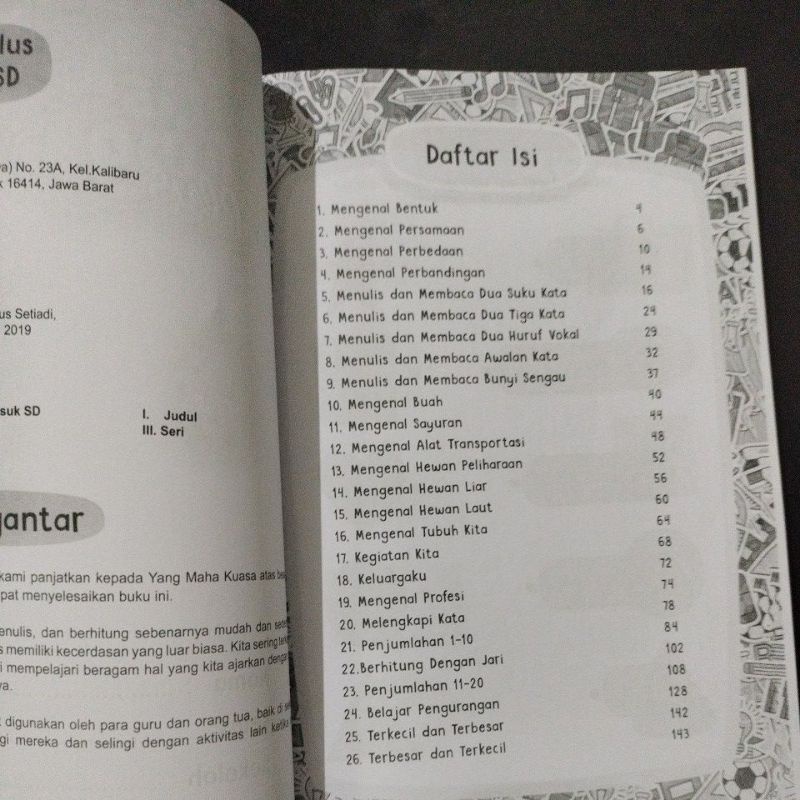 lus
SD
a) No. 23A, Kel.Kalibaru
16414, Jawa Barat
us Setiadi,
2019
suk SD
I. Judul
III. Seri
gantar
kami panjatkan kepada Yang Maha Kuasa atas
pat menyelesaikan buku ini.
enulis, dan berhitung sebenarnya mudah dan
s memiliki kecerdasan yang luar biasa. Kita sering
i mempelajari beragam hal yang kita ajarkan dengan
ya.
digunakan oleh para guru dan orang tua, baik di
gi mereka dan selingi dengan aktivitas lain ketika
Daftar Isi
1. Mengenal Bentuk 4
2. Mengenal Persamaan 6
3. Mengenal Perbedaan 10
4. Mengenal Perbandingan 14
5. Menulis dan Membaca Dua Suku Kata 16
6. Menulis dan Membaca Dua Tiga Kata 24
7. Menulis dan Membaca Dua Huruf Vokal 29
8. Menulis dan Membaca Awalan Kata 32
9. Menulis dan Membaca Bunyi Sengau 37
10. Mengenal Buah 40
11. Mengenal Sayuran 44
12. Mengenal Alat Transportasi 48
13. Mengenal Hewan Peliharaan 52
14. Mengenal Hewan Liar 56
15. Mengenal Hewan Laut 60
16. Mengenal Tubuh Kita 64
17. Kegiatan Kita 68
18. Keluargaku 72
19. Mengenal Profesi 74
20. Melengkapi Kata 78
21. Penjumlahan 1-10 84
22.Berhitung Dengan Jari 102
23. Penjumlahan 11-20 108
24. Belajar Pengurangan 128
25. Terkecil dan Terbesar 142
26. Terbesar dan Terkecil 143